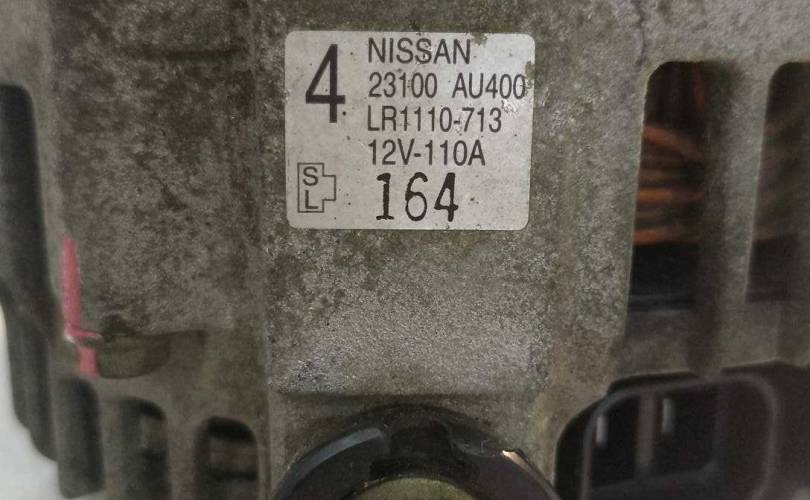 4 NISSAN
23100 AU400
LR1110-713
12V-110A
S
L
164